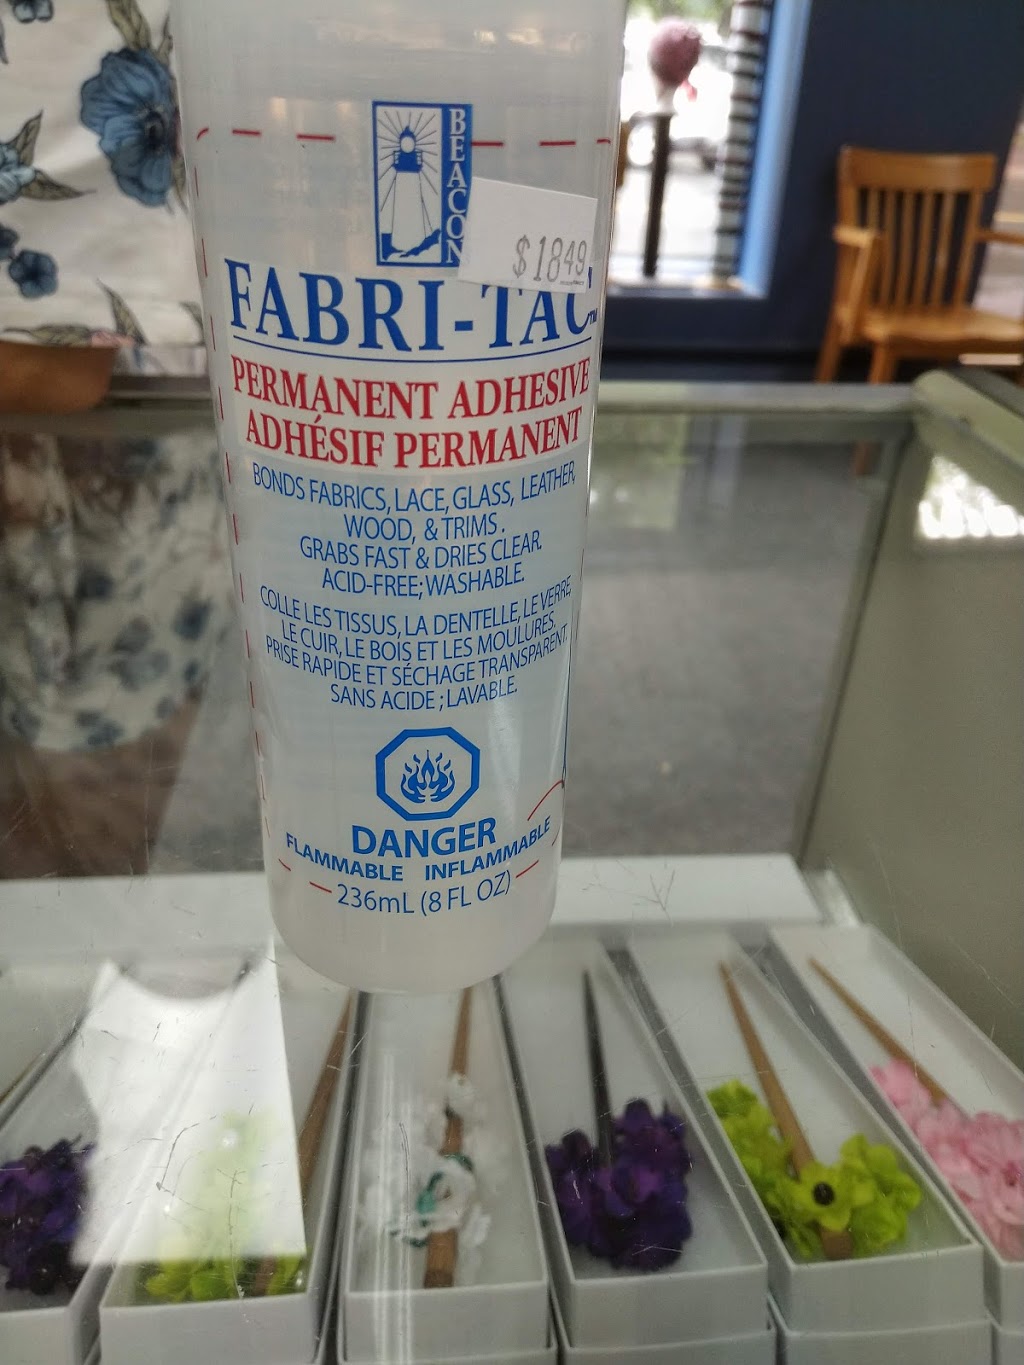 BEACON
$1849
FABRI-TAC™
PERMANENT ADHESIVE
ADHÉSIF PERMANENT
BONDS FABRICS, LACE, GLASS, LEATHER,
WOOD, & TRIMS.
GRABS FAST & DRIES CLEAR.
ACID-FREE; WASHABLE.
COLLE LES TISSUS, LA DENTELLE, LE VERRE,
LE CUIR, LE BOIS ET LES MOULURES.
PRISE RAPIDE ET SÉCHAGE TRANSPARENT.
SANS ACIDE ; LAVABLE.
DANGER
FLAMMABLE INFLAMMABLE
236mL (8 FL OZ)